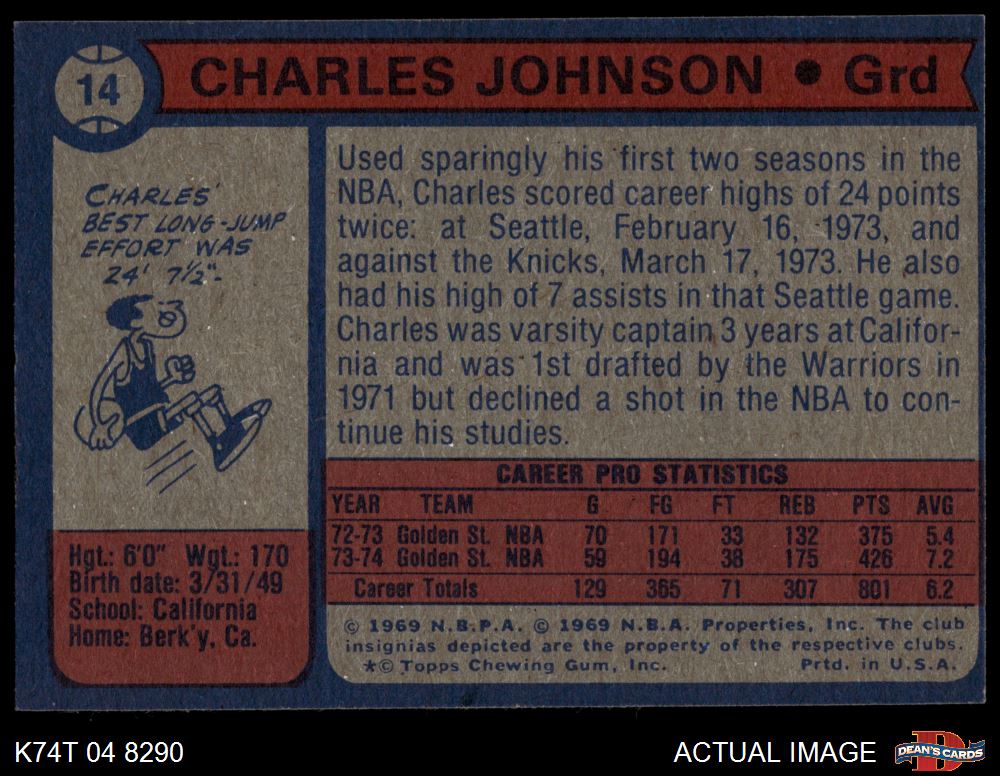 14
CHARLES JOHNSON • Grd
CHARLES'
BEST LONG-JUMP
EFFORT WAS
24' 7½"-
Used sparingly his first two seasons in the
NBA, Charles scored career highs of 24 points
twice: at Seattle, February 16, 1973, and
against the Knicks, March 17, 1973. He also
had his high of 7 assists in that Seattle game.
Charles was varsity captain 3 years at Califor-
nia and was 1st drafted by the Warriors in
1971 but declined a shot in the NBA to con-
tinue his studies.
Hgt.: 6'0" Wgt.: 170
Birth date: 3/31/49
School: California
Home: Berk'y, Ca.
CAREER PRO STATISTICS
YEAR TEAM G FG FT REB PTS AVG
72-73 Golden St. NBA 70 171 33 132 375 5.4
73-74 Golden St. NBA 59 194 38 175 426 7.2
Career Totals 129 365 71 307 801 6.2
© 1969 N.B.P.A. © 1969 N.B.A. Properties, Inc. The club
insignias depicted are the property of the respective clubs.
*© Topps Chewing Gum, Inc. Prtd. in U.S.A.
K74T 04 8290
ACTUAL IMAGE
DEAN'S CARDS